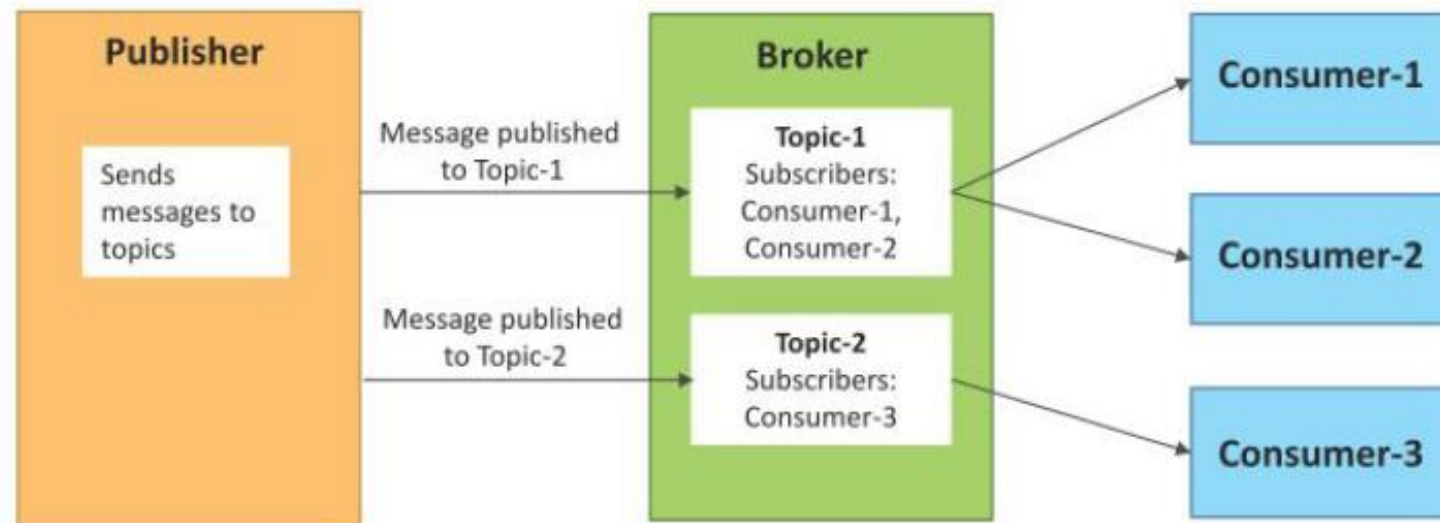 Publisher
Sends
messages to
topics
Message published
to Topic-1
Message published
to Topic-2
Broker
Topic-1
Subscribers:
Consumer-1,
Consumer-2
Topic-2
Subscribers:
Consumer-3
Consumer-1
Consumer-2
Consumer-3